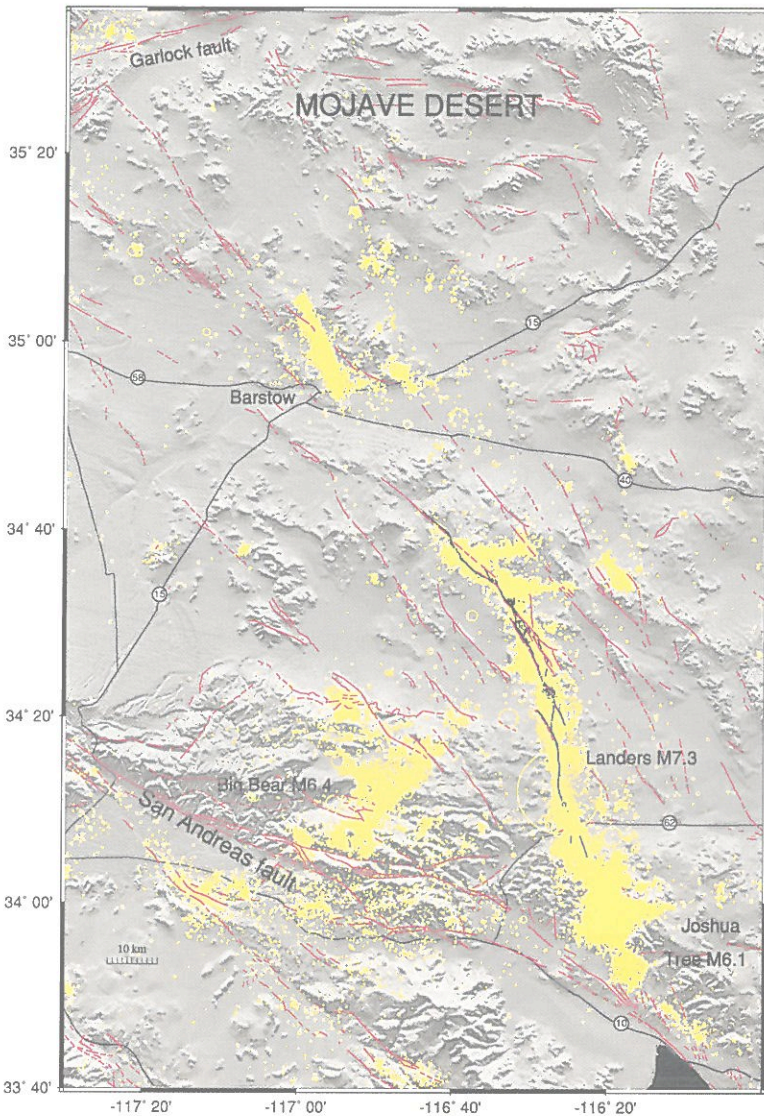 Garlock fault
MOJAVE DESERT
35° 20'
15
35° 00'
58
Barstow
40
34° 40'
15
34° 20'
Landers M7.3
Big Bear M6.4
62
San Andreas fault
34° 00'
Joshua
Tree M6.1
10 km
10
33° 40'
-117° 20' -117° 00' -116° 40' -116° 20'